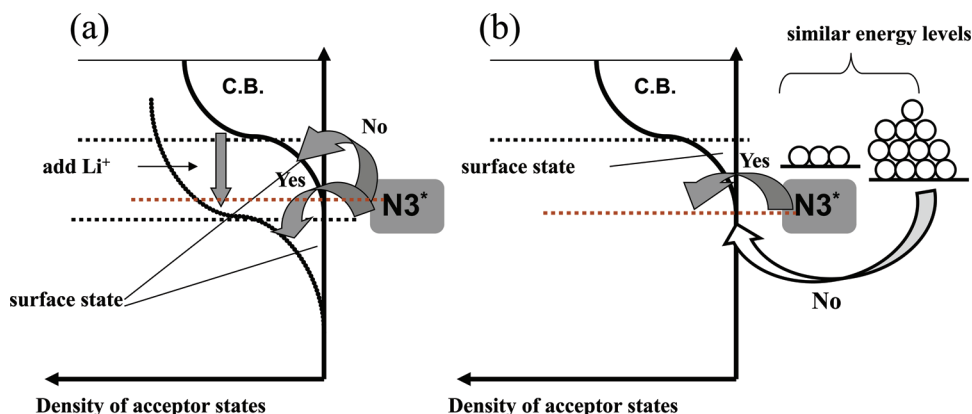 (a)
C.B.
No
add Li⁺
Yes
N3*
surface state
Density of acceptor states
(b)
similar energy levels
C.B.
surface state
Yes
N3*
No
Density of acceptor states